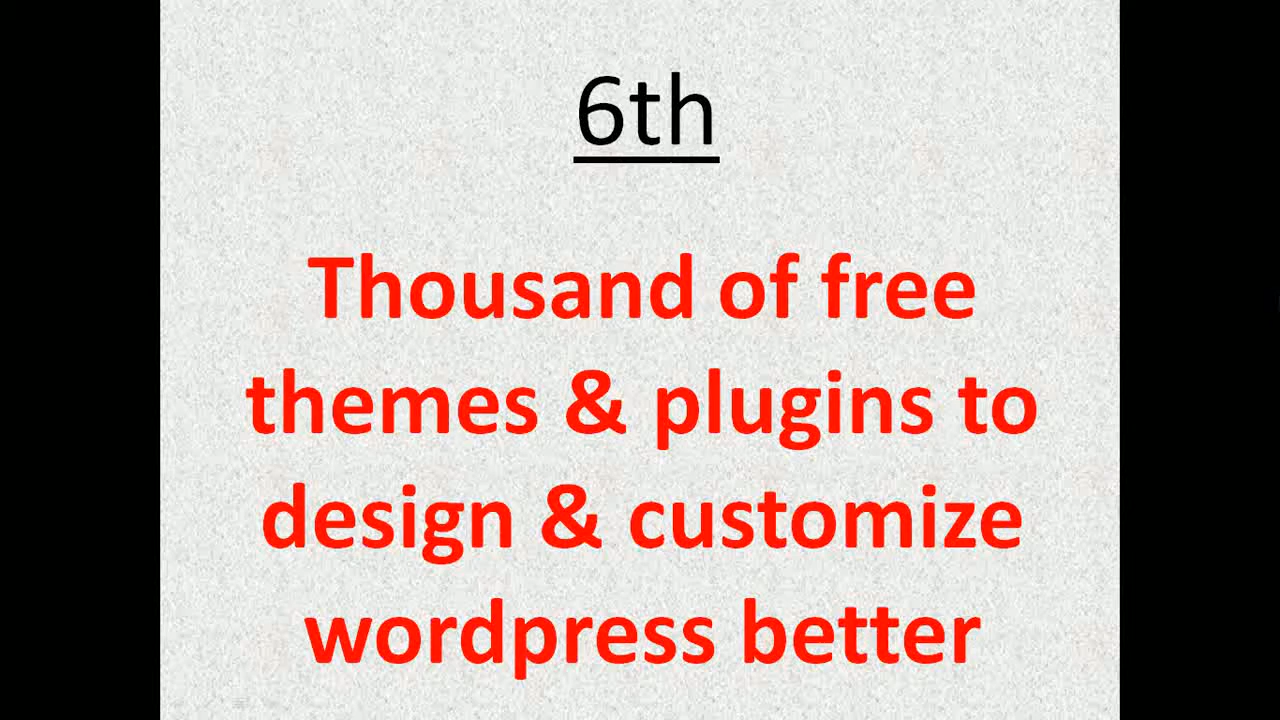 6th
Thousand of free
themes & plugins to
design & customize
wordpress better